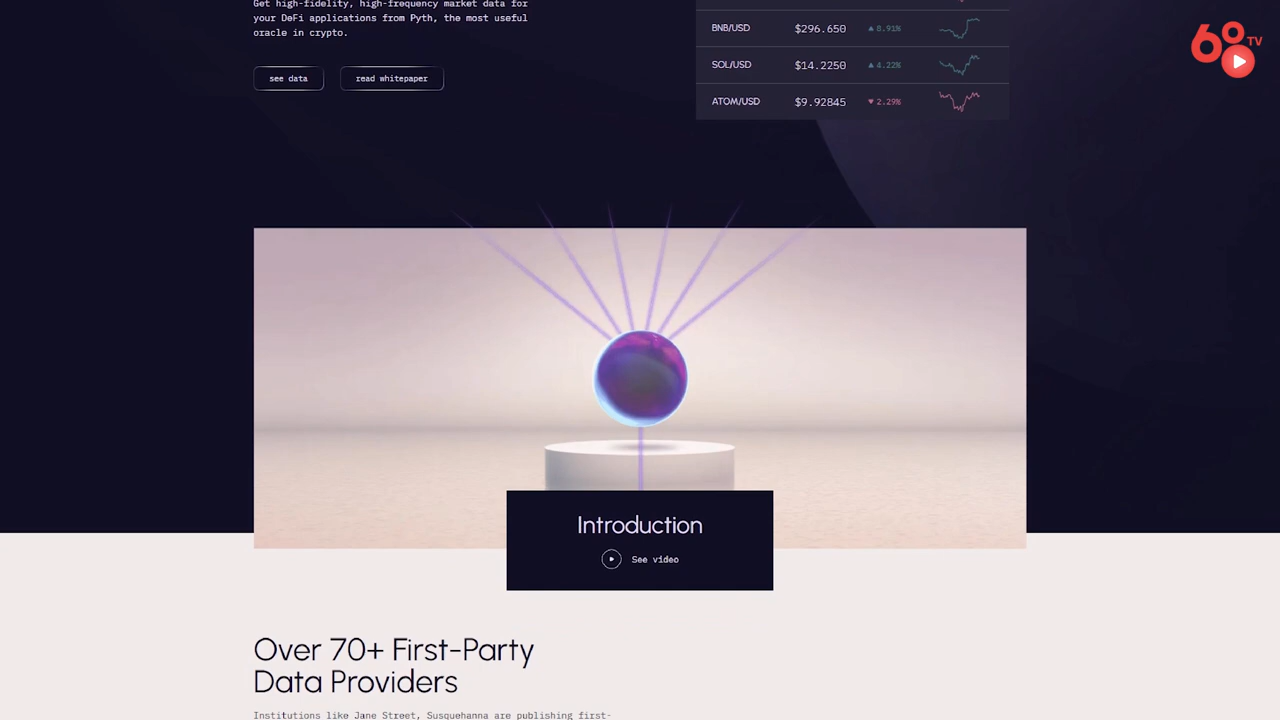 Get high-fidelity, high-frequency market data for
your DeFi applications from Pyth, the most useful
oracle in crypto.
see data
read whitepaper
BNB/USD $296.650 ▲ 0.91%
SOL/USD $14.2250 ▲ 4.22%
ATOM/USD $9.92845 ▼ 2.29%
68 TV
Introduction
See video
Over 70+ First-Party
Data Providers
Institutions like Jane Street, Susquehanna are publishing first-